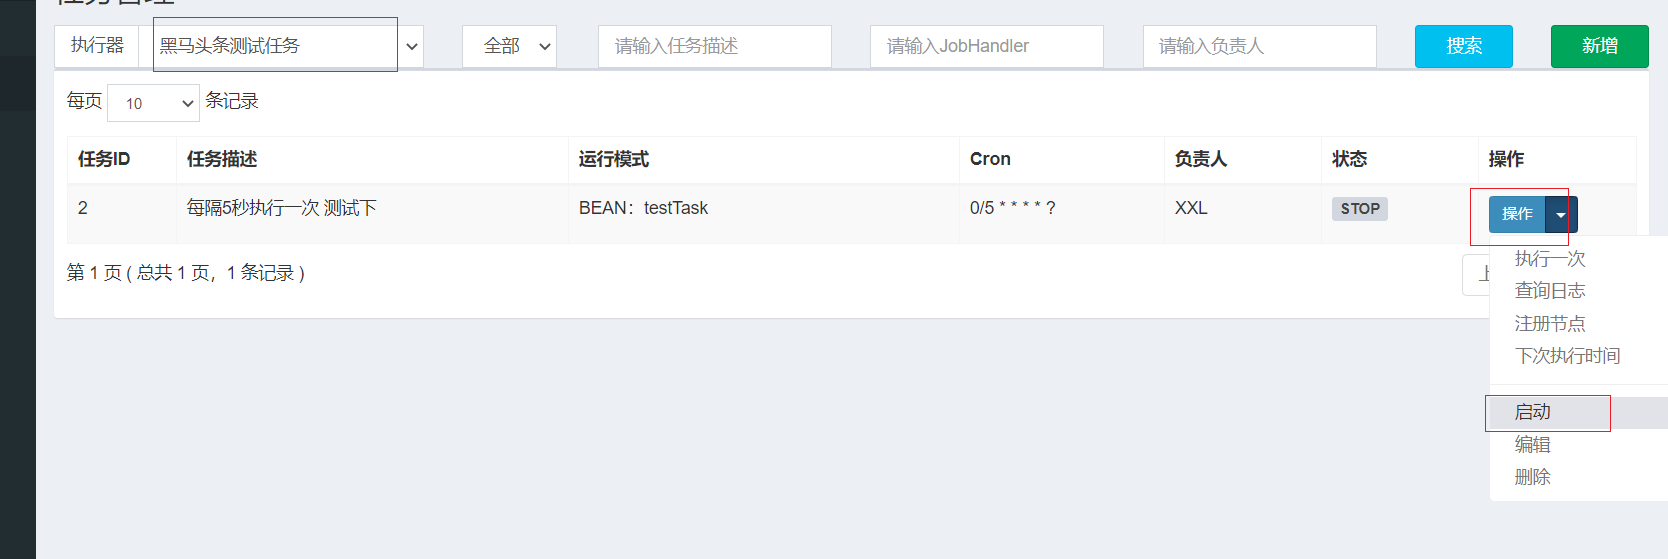 任务管理
执行器 黑马头条测试任务 全部 请输入任务描述 请输入JobHandler 请输入负责人 搜索 新增
每页 10 条记录
任务ID 任务描述 运行模式 Cron 负责人 状态 操作
2 每隔5秒执行一次 测试下 BEAN：testTask 0/5 * * * * ? XXL STOP 操作
第 1 页 ( 总共 1 页，1 条记录 )
上
执行一次
查询日志
注册节点
下次执行时间
启动
编辑
删除